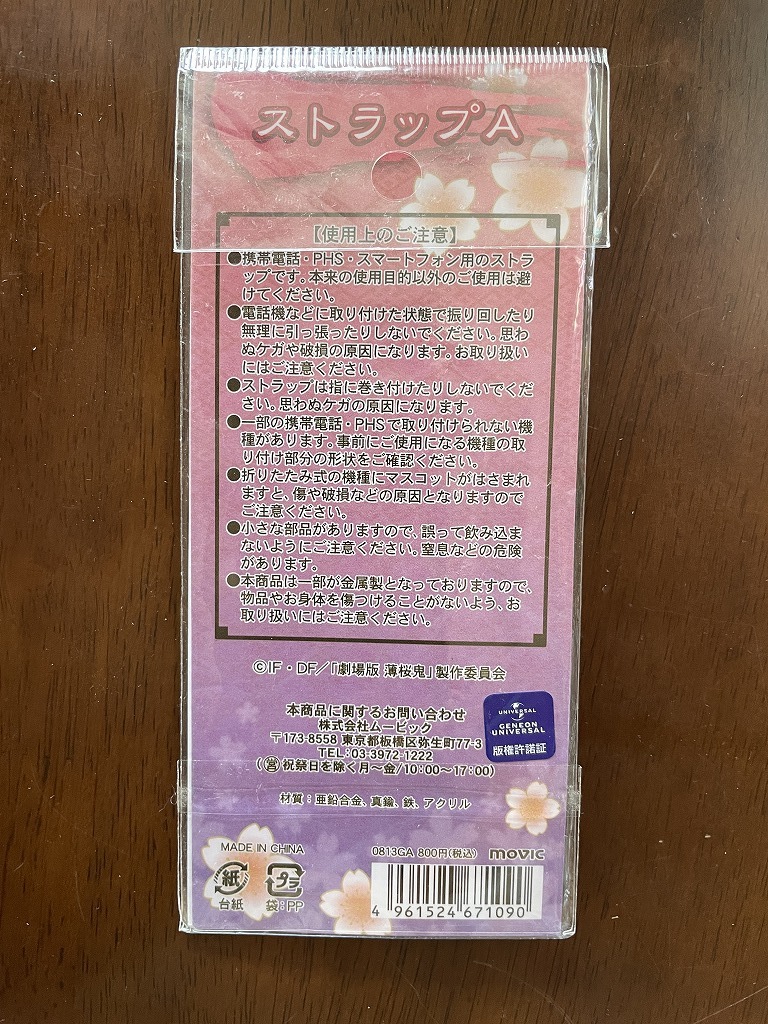 ストラップA
【使用上のご注意】
●携帯電話・PHS・スマートフォン用のストラ
ップです。本来の使用目的以外のご使用は避
けてください。
●電話機などに取り付けた状態で振り回したり
無理に引っ張ったりしないでください。思わ
ぬケガや破損の原因になります。お取り扱い
にはご注意ください。
●ストラップは指に巻き付けたりしないでくだ
さい。思わぬケガの原因になります。
●一部の携帯電話・PHSで取り付けられない機
種があります。事前にご使用になる機種の取
り付け部分の形状をご確認ください。
●折りたたみ式の機種にマスコットがはさまれ
ますと、傷や破損などの原因となりますので
ご注意ください。
●小さな部品がありますので、誤って飲み込ま
ないようにご注意ください。窒息などの危険
があります。
●本商品は一部が金属製となっておりますので、
物品やお身体を傷つけることがないよう、お
取り扱いにはご注意ください。
©IF・DF/「劇場版 薄桜鬼」製作委員会
本商品に関するお問い合わせ
株式会社ムービック
〒173-8558 東京都板橋区弥生町77-3
TEL:03-3972-1222
(㊡祝祭日を除く月~金/10:00~17:00)
UNIVERSAL
GENEON
UNIVERSAL
版権許諾証
材質:亜鉛合金、真鍮、鉄、アクリル
MADE IN CHINA
0813GA 800円(税込) movic
紙 プラ
台紙 袋:PP
4 961524 671090